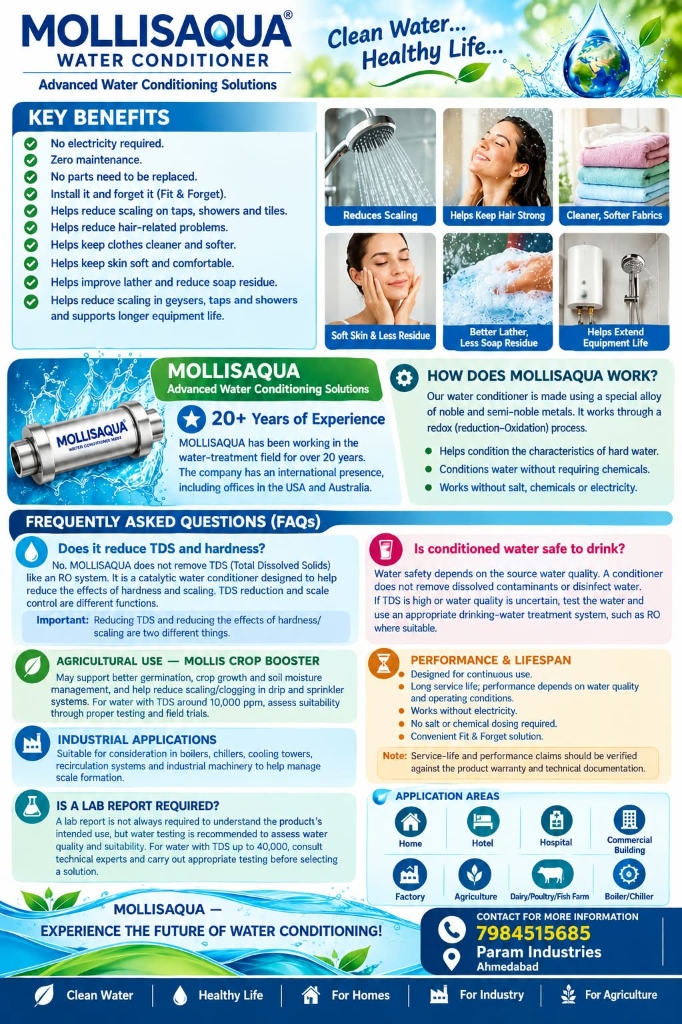 MOLLISAQUA®
WATER CONDITIONER
Advanced Water Conditioning Solutions
Clean Water...
Healthy Life...
KEY BENEFITS
No electricity required.
Zero maintenance.
No parts need to be replaced.
Install it and forget it (Fit & Forget).
Helps reduce scaling on taps, showers and tiles.
Helps reduce hair-related problems.
Helps keep clothes cleaner and softer.
Helps keep skin soft and comfortable.
Helps improve lather and reduce soap residue.
Helps reduce scaling in geysers, taps and showers
and supports longer equipment life.
Reduces Scaling
Helps Keep Hair Strong
Cleaner, Softer Fabrics
Soft Skin & Less Residue
Better Lather,
Less Soap Residue
Helps Extend
Equipment Life
MOLLISAQUA
WATER CONDITIONER
MOLLISAQUA
Advanced Water Conditioning Solutions
20+ Years of Experience
MOLLISAQUA has been working in the
water-treatment field for over 20 years.
The company has an international presence,
including offices in the USA and Australia.
HOW DOES MOLLISAQUA WORK?
Our water conditioner is made using a special alloy
of noble and semi-noble metals. It works through a
redox (reduction-Oxidation) process.
Helps condition the characteristics of hard water.
Conditions water without requiring chemicals.
Works without salt, chemicals or electricity.
FREQUENTLY ASKED QUESTIONS (FAQs)
Does it reduce TDS and hardness?
No. MOLLISAQUA does not remove TDS (Total Dissolved Solids)
like an RO system. It is a catalytic water conditioner designed to help
reduce the effects of hardness and scaling. TDS reduction and scale
control are different functions.
Important: Reducing TDS and reducing the effects of hardness/
scaling are two different things.
Is conditioned water safe to drink?
Water safety depends on the source water quality. A conditioner
does not remove dissolved contaminants or disinfect water.
If TDS is high or water quality is uncertain, test the water and
use an appropriate drinking-water treatment system, such as RO
where suitable.
AGRICULTURAL USE — MOLLIS CROP BOOSTER
May support better germination, crop growth and soil moisture
management, and help reduce scaling/clogging in drip and sprinkler
systems. For water with TDS around 10,000 ppm, assess suitability
through proper testing and field trials.
PERFORMANCE & LIFESPAN
Designed for continuous use.
Long service life; performance depends on water quality
and operating conditions.
Works without electricity.
No salt or chemical dosing required.
Convenient Fit & Forget solution.
Note: Service-life and performance claims should be verified
against the product warranty and technical documentation.
INDUSTRIAL APPLICATIONS
Suitable for consideration in boilers, chillers, cooling towers,
recirculation systems and industrial machinery to help manage
scale formation.
IS A LAB REPORT REQUIRED?
A lab report is not always required to understand the product's
intended use, but water testing is recommended to assess water
quality and suitability. For water with TDS up to 40,000, consult
technical experts and carry out appropriate testing before selecting
a solution.
APPLICATION AREAS
Home
Hotel
Hospital
Commercial
Building
Factory
Agriculture
Dairy/Poultry/Fish Farm
Boiler/Chiller
MOLLISAQUA —
EXPERIENCE THE FUTURE OF WATER CONDITIONING!
CONTACT FOR MORE INFORMATION
7984515685
Param Industries
Ahmedabad
Clean Water
Healthy Life
For Homes
For Industry
For Agriculture